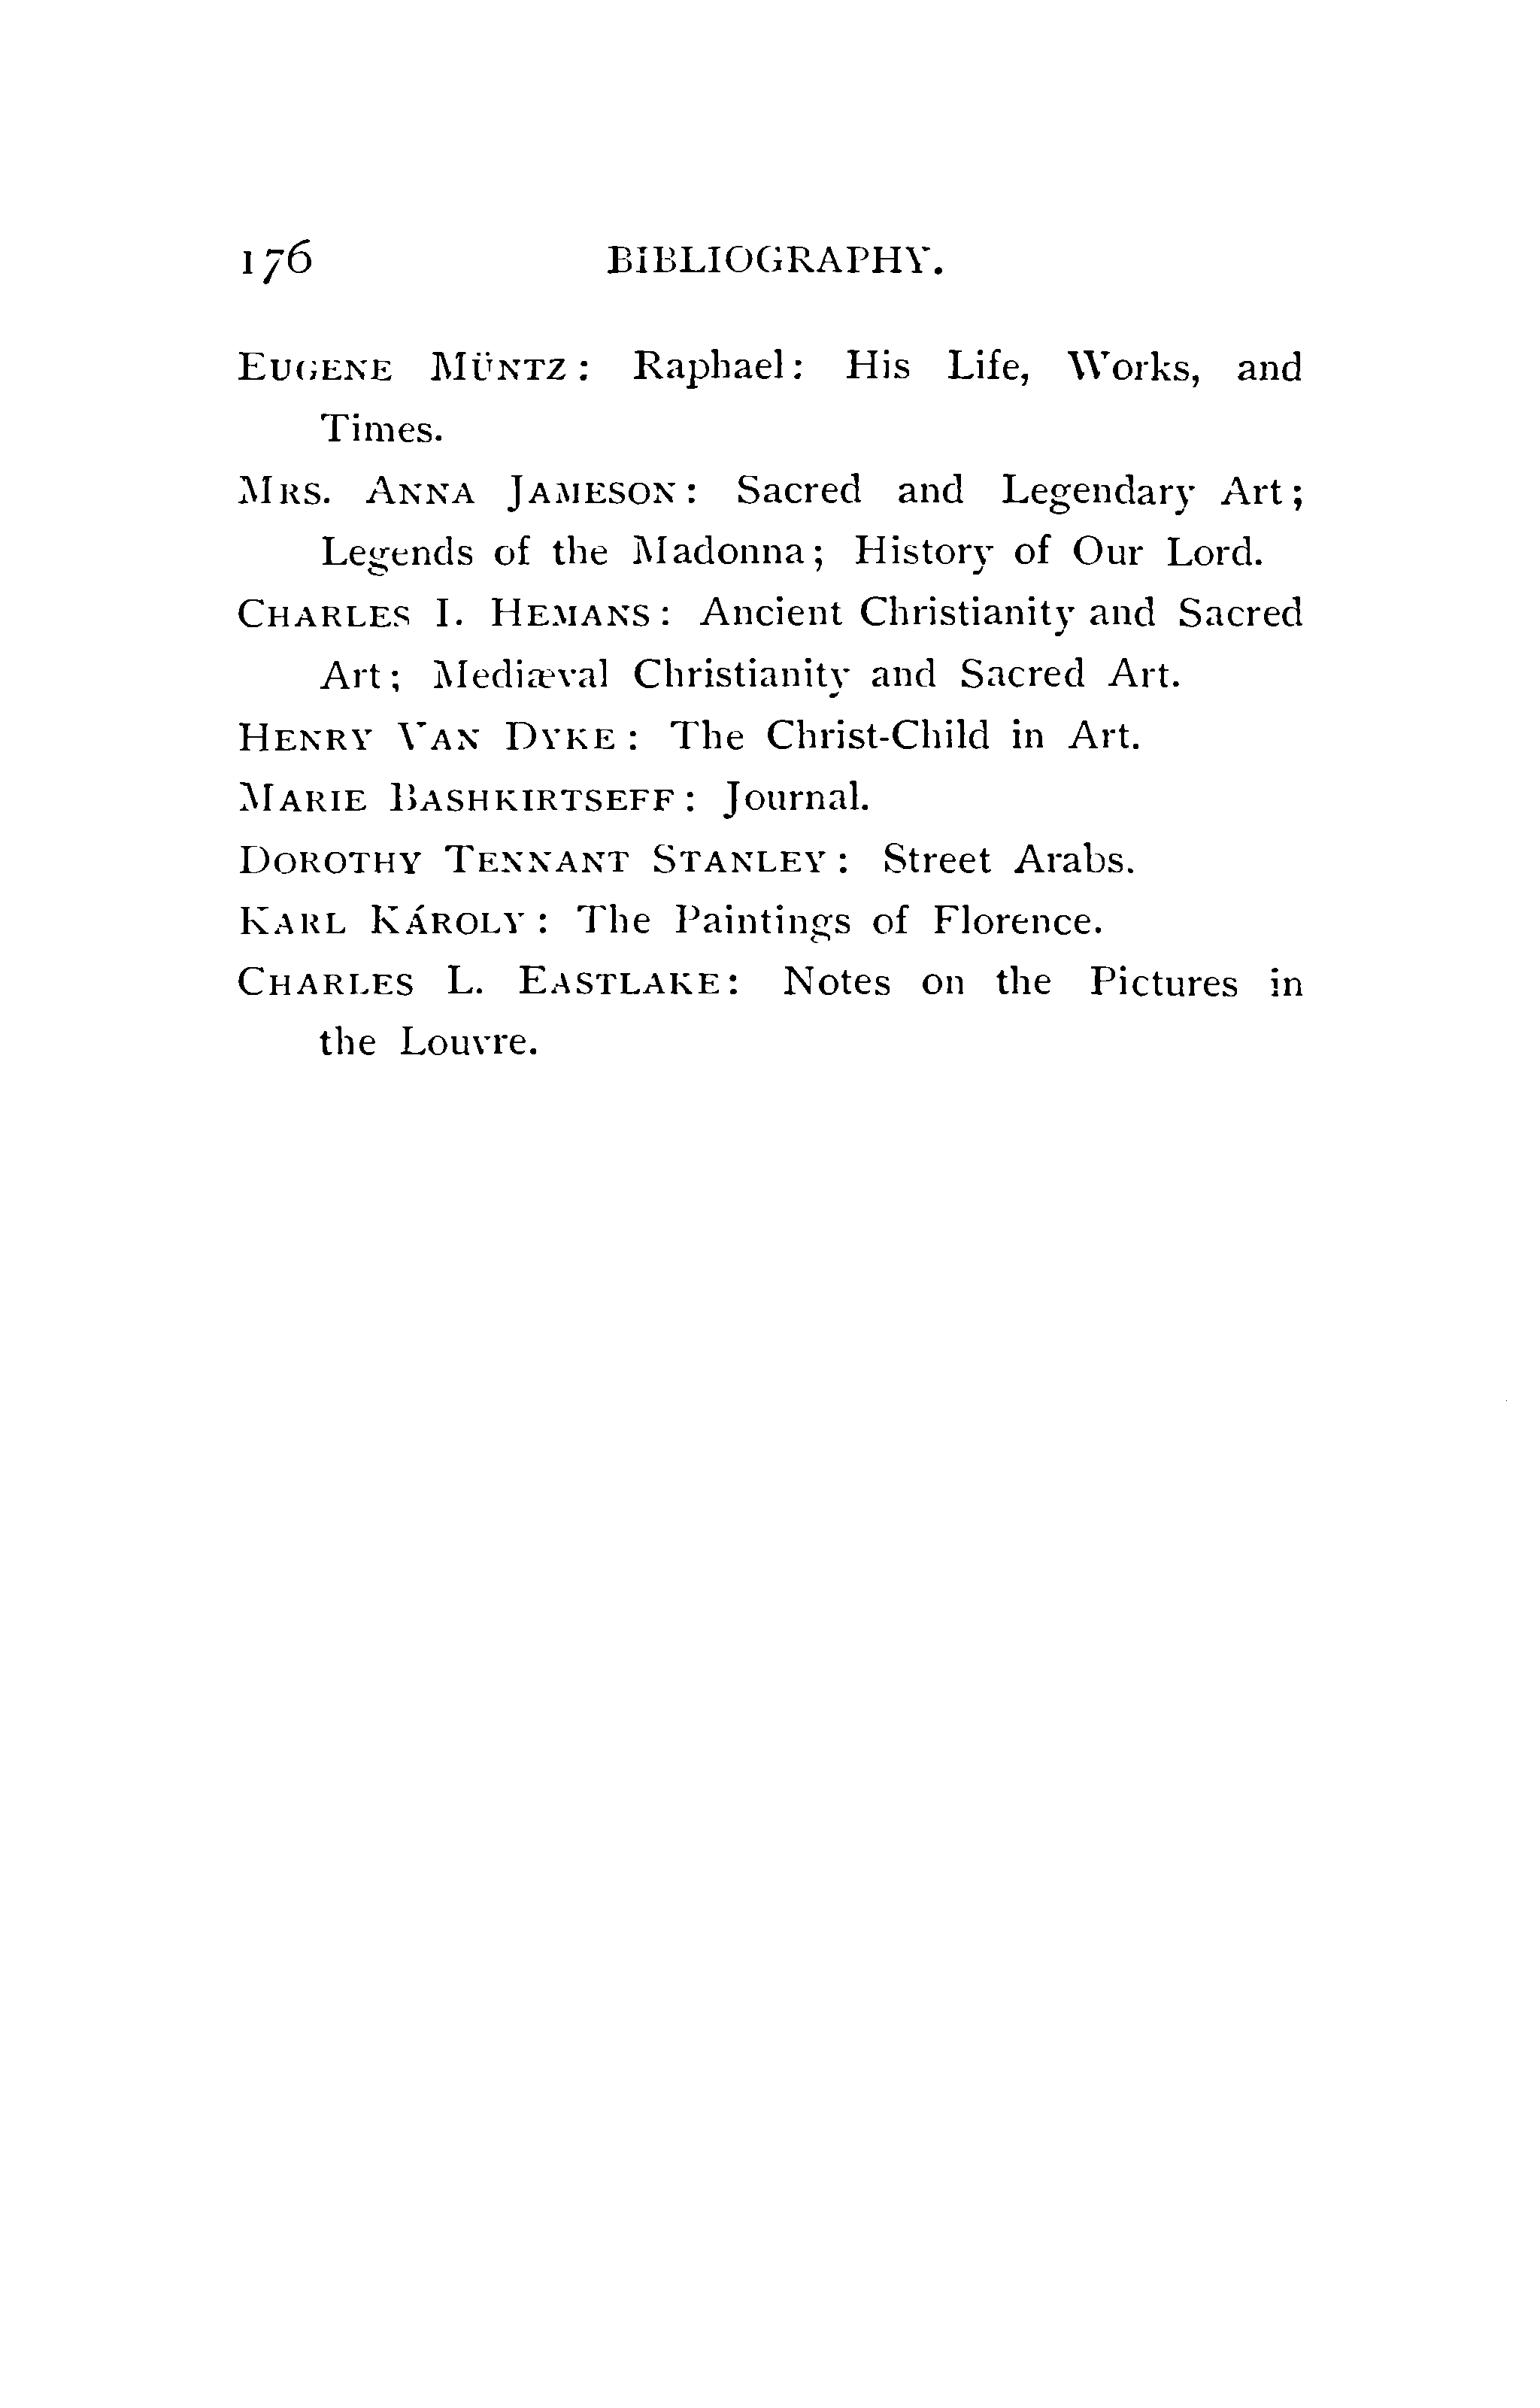 176 BIBLIOGRAPHY.
EUGENE MÜNTZ: Raphael: His Life, Works, and
Times.
MRS. ANNA JAMESON: Sacred and Legendary Art;
Legends of the Madonna; History of Our Lord.
CHARLES I. HEMANS: Ancient Christianity and Sacred
Art; Mediæval Christianity and Sacred Art.
HENRY VAN DYKE: The Christ-Child in Art.
MARIE BASHKIRTSEFF: Journal.
DOROTHY TENNANT STANLEY: Street Arabs.
KARL KÁROLY: The Paintings of Florence.
CHARLES L. EASTLAKE: Notes on the Pictures in
the Louvre.